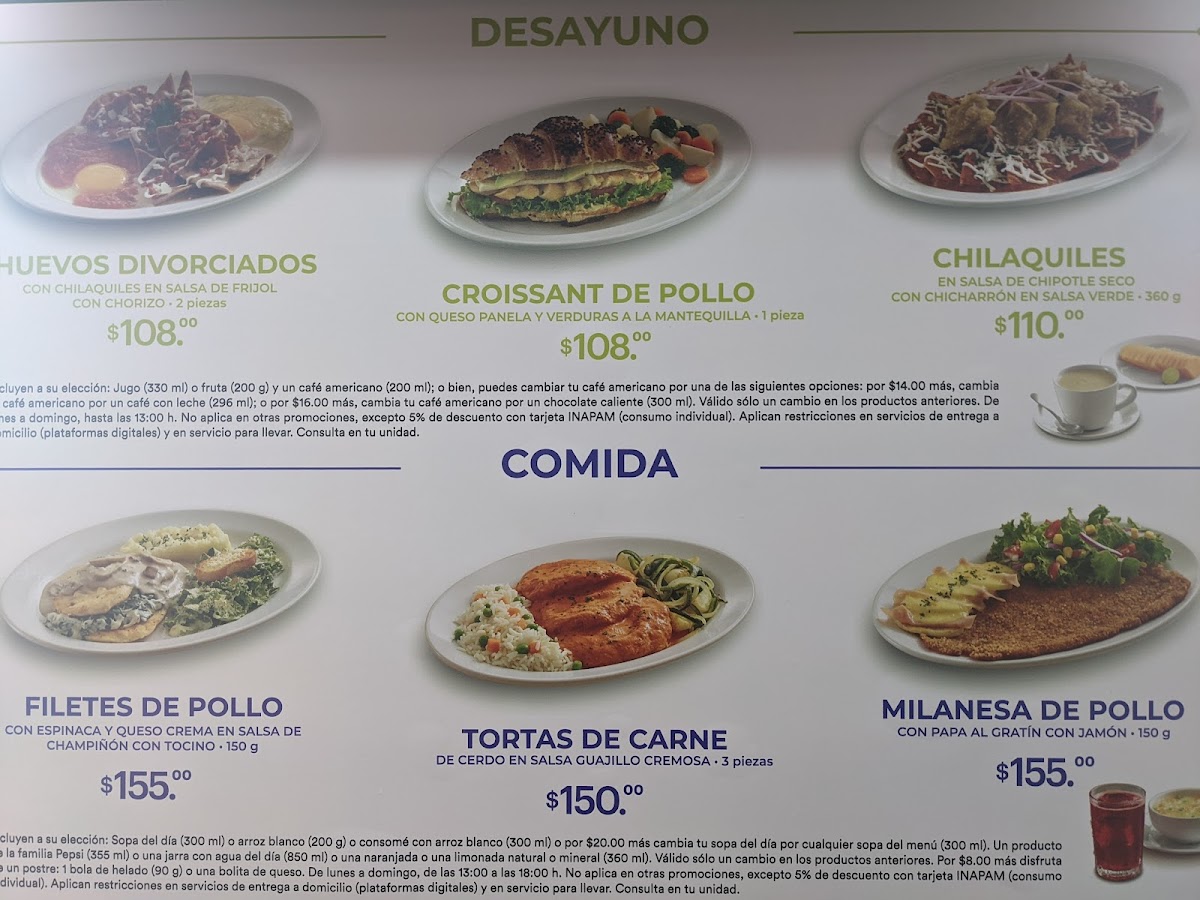 DESAYUNO
HUEVOS DIVORCIADOS
CON CHILAQUILES EN SALSA DE FRIJOL
CON CHORIZO • 2 piezas
$108.00
CROISSANT DE POLLO
CON QUESO PANELA Y VERDURAS A LA MANTEQUILLA • 1 pieza
$108.00
CHILAQUILES
EN SALSA DE CHIPOTLE SECO
CON CHICHARRÓN EN SALSA VERDE • 360 g
$110.00
cluyen a su elección: Jugo (330 ml) o fruta (200 g) y un café americano (200 ml); o bien, puedes cambiar tu café americano por una de las siguientes opciones: por $14.00 más, cambia
café americano por un café con leche (296 ml); o por $16.00 más, cambia tu café americano por un chocolate caliente (300 ml). Válido sólo un cambio en los productos anteriores. De
nes a domingo, hasta las 13:00 h. No aplica en otras promociones, excepto 5% de descuento con tarjeta INAPAM (consumo individual). Aplican restricciones en servicios de entrega a
omicilio (plataformas digitales) y en servicio para llevar. Consulta en tu unidad.
COMIDA
FILETES DE POLLO
CON ESPINACA Y QUESO CREMA EN SALSA DE
CHAMPIÑÓN CON TOCINO • 150 g
$155.00
TORTAS DE CARNE
DE CERDO EN SALSA GUAJILLO CREMOSA • 3 piezas
$150.00
MILANESA DE POLLO
CON PAPA AL GRATÍN CON JAMÓN • 150 g
$155.00
cluyen a su elección: Sopa del día (300 ml) o arroz blanco (200 g) o consomé con arroz blanco (300 ml) o por $20.00 más cambia tu sopa del día por cualquier sopa del menú (300 ml). Un producto
e la familia Pepsi (355 ml) o una jarra con agua del día (850 ml) o una naranjada o una limonada natural o mineral (360 ml). Válido sólo un cambio en los productos anteriores. Por $8.00 más disfruta
e un postre: 1 bola de helado (90 g) o una bolita de queso. De lunes a domingo, de las 13:00 a las 18:00 h. No aplica en otras promociones, excepto 5% de descuento con tarjeta INAPAM (consumo
dividual). Aplican restricciones en servicios de entrega a domicilio (plataformas digitales) y en servicio para llevar. Consulta en tu unidad.